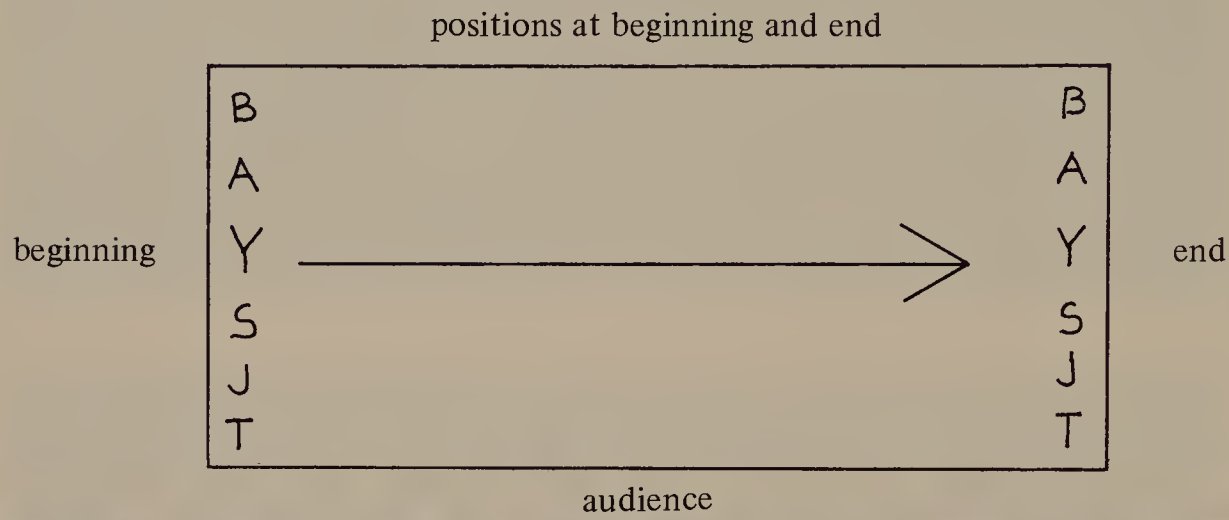 positions at beginning and end
B B
A A
beginning Y Y end
S S
J J
T T
audience